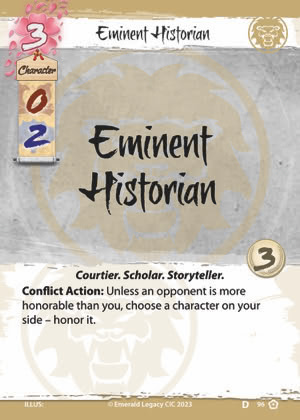 3
Eminent Historian
Character
0
2
Eminent
Historian
3
Courtier. Scholar. Storyteller.
Conflict Action: Unless an opponent is more
honorable than you, choose a character on your
side – honor it.
ILLUS:
© Emerald Legacy CIC 2023
D 96